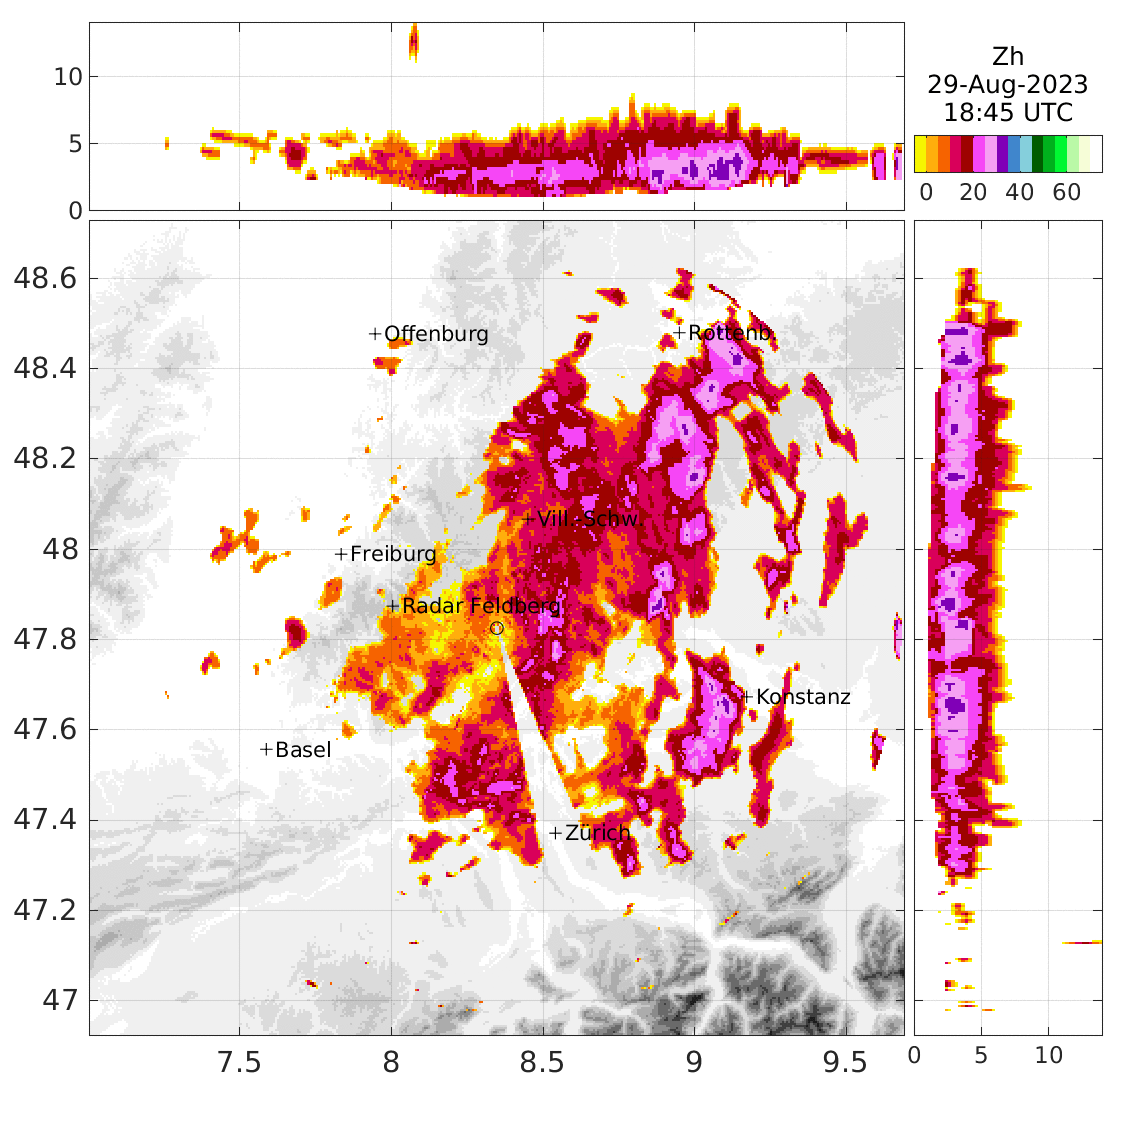 Zh
29-Aug-2023
18:45 UTC
0 20 40 60
10
5
0
48.6
48.4
48.2
48
47.8
47.6
47.4
47.2
47
+Offenburg
+Rottenb.
+Vill.-Schw.
+Freiburg
+Radar Feldberg
+Konstanz
+Basel
+Zürich
7.5 8 8.5 9 9.5
0 5 10